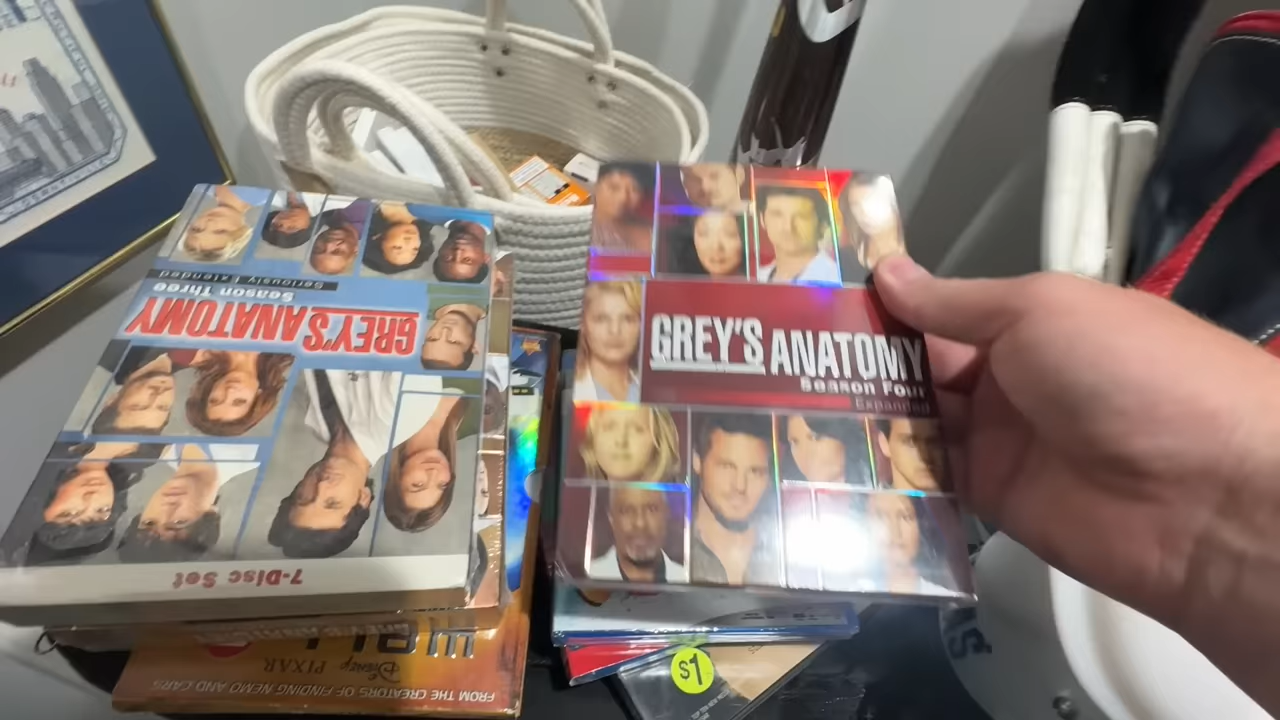 Seriously Extended
Season Three
GREY'S ANATOMY
7-Disc Set
GREY'S ANATOMY
Season Four
Expanded
WALL
DISNEY PIXAR
FROM THE CREATORS OF FINDING NEMO AND CARS
$1